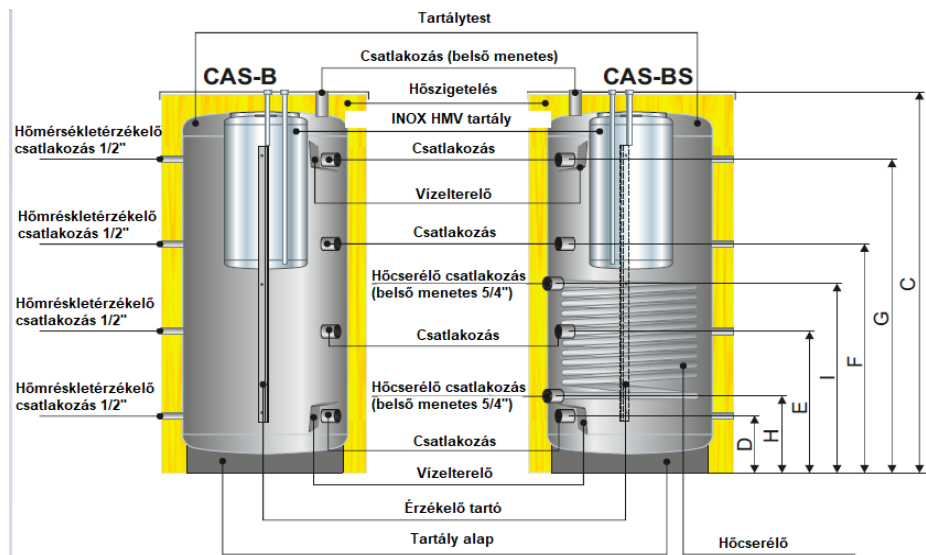 Tartálytest
Csatlakozás (belső menetes)
CAS-B
CAS-BS
Hőszigetelés
INOX HMV tartály
Hőmérsékletérzékelő
csatlakozás 1/2"
Csatlakozás
Vízelterelő
Hőmréskletérzékelő
csatlakozás 1/2"
Csatlakozás
Hőcserélő csatlakozás
(belső menetes 5/4")
Hőmréskletérzékelő
csatlakozás 1/2"
Csatlakozás
Hőmréskletérzékelő
csatlakozás 1/2"
Hőcserélő csatlakozás
(belső menetes 5/4")
Csatlakozás
Vízelterelő
Érzékelő tartó
Tartály alap
Hőcserélő
D
H
E
I
F
G
C